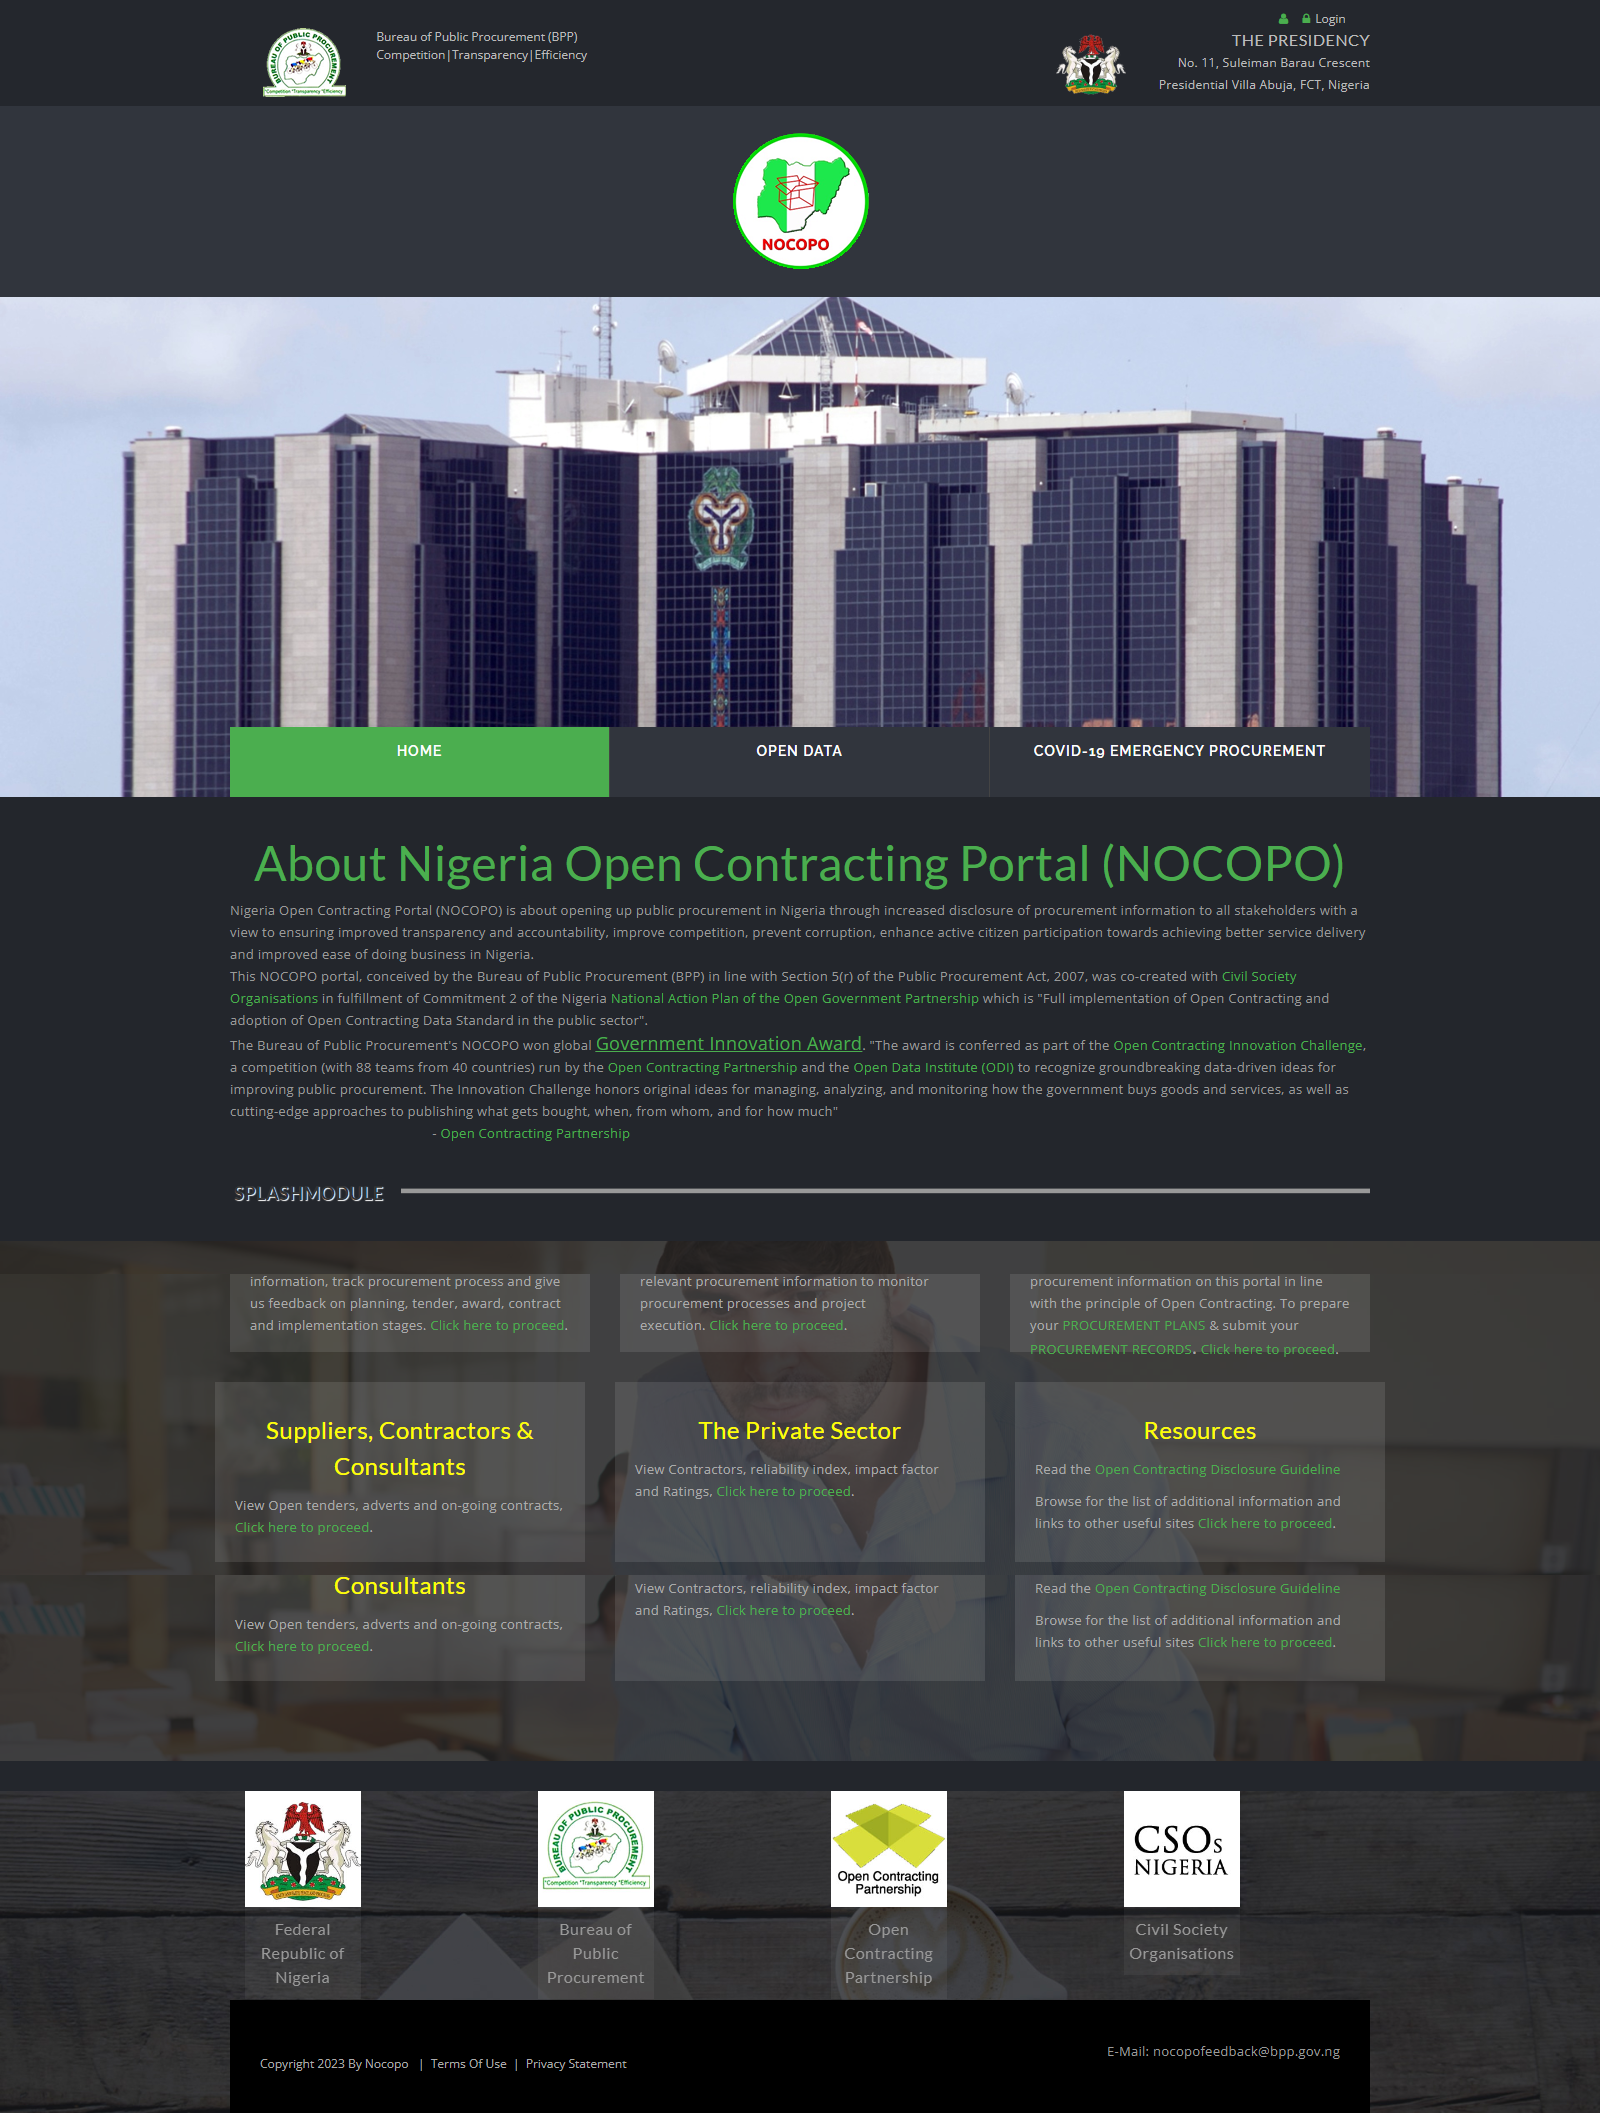 Login
Bureau of Public Procurement (BPP)
Competition|Transparency|Efficiency
THE PRESIDENCY
No. 11, Suleiman Barau Crescent
Presidential Villa Abuja, FCT, Nigeria
BUREAU OF PUBLIC PROCUREMENT
"Competition "Transparency "Efficiency
NOCOPO
HOME
OPEN DATA
COVID-19 EMERGENCY PROCUREMENT
About Nigeria Open Contracting Portal (NOCOPO)
Nigeria Open Contracting Portal (NOCOPO) is about opening up public procurement in Nigeria through increased disclosure of procurement information to all stakeholders with a
view to ensuring improved transparency and accountability, improve competition, prevent corruption, enhance active citizen participation towards achieving better service delivery
and improved ease of doing business in Nigeria.
This NOCOPO portal, conceived by the Bureau of Public Procurement (BPP) in line with Section 5(r) of the Public Procurement Act, 2007, was co-created with Civil Society
Organisations in fulfillment of Commitment 2 of the Nigeria National Action Plan of the Open Government Partnership which is "Full implementation of Open Contracting and
adoption of Open Contracting Data Standard in the public sector".
The Bureau of Public Procurement's NOCOPO won global Government Innovation Award. "The award is conferred as part of the Open Contracting Innovation Challenge,
a competition (with 88 teams from 40 countries) run by the Open Contracting Partnership and the Open Data Institute (ODI) to recognize groundbreaking data-driven ideas for
improving public procurement. The Innovation Challenge honors original ideas for managing, analyzing, and monitoring how the government buys goods and services, as well as
cutting-edge approaches to publishing what gets bought, when, from whom, and for how much"
- Open Contracting Partnership
SPLASHMODULE
information, track procurement process and give
us feedback on planning, tender, award, contract
and implementation stages. Click here to proceed.
relevant procurement information to monitor
procurement processes and project
execution. Click here to proceed.
procurement information on this portal in line
with the principle of Open Contracting. To prepare
your PROCUREMENT PLANS & submit your
PROCUREMENT RECORDS. Click here to proceed.
Suppliers, Contractors &
Consultants
View Open tenders, adverts and on-going contracts,
Click here to proceed.
The Private Sector
View Contractors, reliability index, impact factor
and Ratings, Click here to proceed.
Resources
Read the Open Contracting Disclosure Guideline
Browse for the list of additional information and
links to other useful sites Click here to proceed.
Consultants
View Open tenders, adverts and on-going contracts,
Click here to proceed.
View Contractors, reliability index, impact factor
and Ratings, Click here to proceed.
Read the Open Contracting Disclosure Guideline
Browse for the list of additional information and
links to other useful sites Click here to proceed.
Federal
Republic of
Nigeria
BUREAU OF PUBLIC PROCUREMENT
"Competition "Transparency "Efficiency
Bureau of
Public
Procurement
Open Contracting
Partnership
Open
Contracting
Partnership
CSOs
NIGERIA
Civil Society
Organisations
Copyright 2023 By Nocopo | Terms Of Use | Privacy Statement
E-Mail: nocopofeedback@bpp.gov.ng